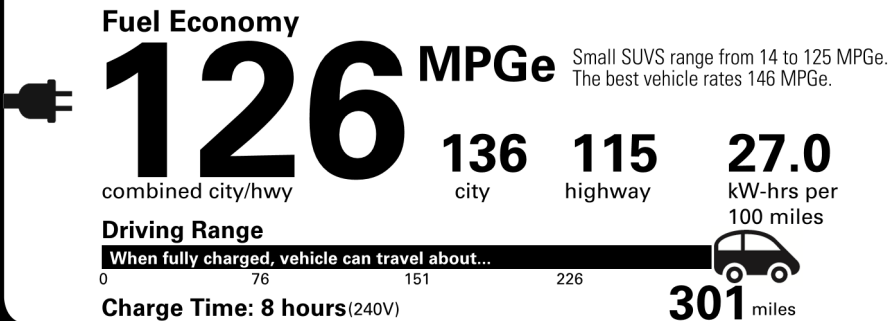 Fuel Economy
126 MPGe
Small SUVS range from 14 to 125 MPGe.
The best vehicle rates 146 MPGe.
combined city/hwy
136
city
115
highway
27.0
kW-hrs per
100 miles
Driving Range
When fully charged, vehicle can travel about...
0 76 151 226
301 miles
Charge Time: 8 hours(240V)